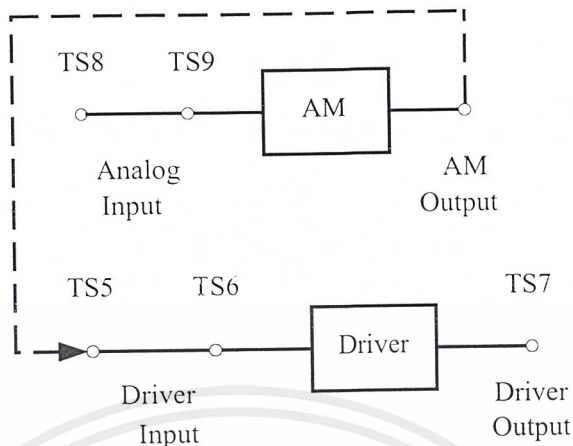 TS8 TS9
AM
Analog
Input
AM
Output
TS5 TS6 TS7
Driver
Driver
Input
Driver
Output